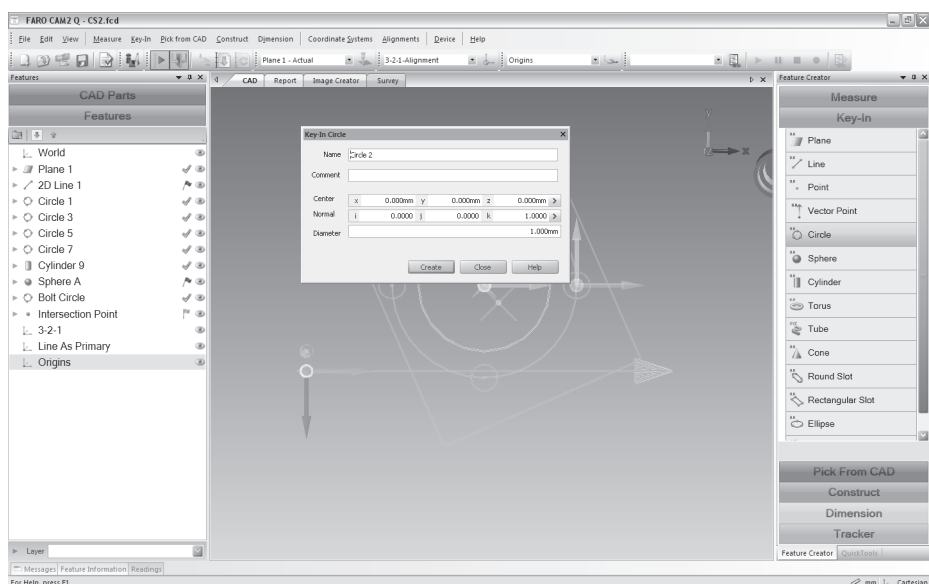 FARO CAM2 Q - CS2.fcd
File Edit View Measure Key-In Pick from CAD Construct Dimension Coordinate Systems Alignments Device Help
Plane 1 - Actual 3-2-1-Alignment Origins
Features
CAD Parts
Features
World
Plane 1
2D Line 1
Circle 1
Circle 3
Circle 5
Circle 7
Cylinder 9
Sphere A
Bolt Circle
Intersection Point
3-2-1
Line As Primary
Origins
Layer
CAD Report Image Creator Survey
y
x
Key-In Circle
Name Circle 2
Comment
Center x 0.000mm y 0.000mm z 0.000mm
Normal i 0.0000 j 0.0000 k 1.0000
Diameter 1.000mm
Create Close Help
Feature Creator
Measure
Key-In
Plane
Line
Point
Vector Point
Circle
Sphere
Cylinder
Torus
Tube
Cone
Round Slot
Rectangular Slot
Ellipse
Pick From CAD
Construct
Dimension
Tracker
Feature Creator QuickTools
Messages Feature Information Readings
For Help, press F1
mm Cartesian